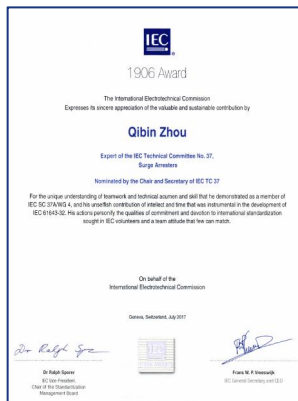 IEC
1906 Award
The International Electrotechnical Commission
Expresses its sincere appreciation of the valuable and sustainable contribution by
Qibin Zhou
Expert of the IEC Technical Committee No. 37,
Surge Arresters
Nominated by the Chair and Secretary of IEC TC 37
For the unique understanding of teamwork and technical acumen and skill that he demonstrated as a member of
IEC SC 37A/WG 4, and his unselfish contribution of intellect and time that was instrumental in the development of
IEC 61643-32. His actions personify the qualities of commitment and devotion to international standardization
sought in IEC volunteers and a team attitude that few can match.
On behalf of the
International Electrotechnical Commission
Geneva, Switzerland, July 2017
Dr Ralph Sporer
IEC Vice-President
Chair of the Standardization
Management Board
IEC
Frans W. P. Vreeswijk
IEC General Secretary and CEO